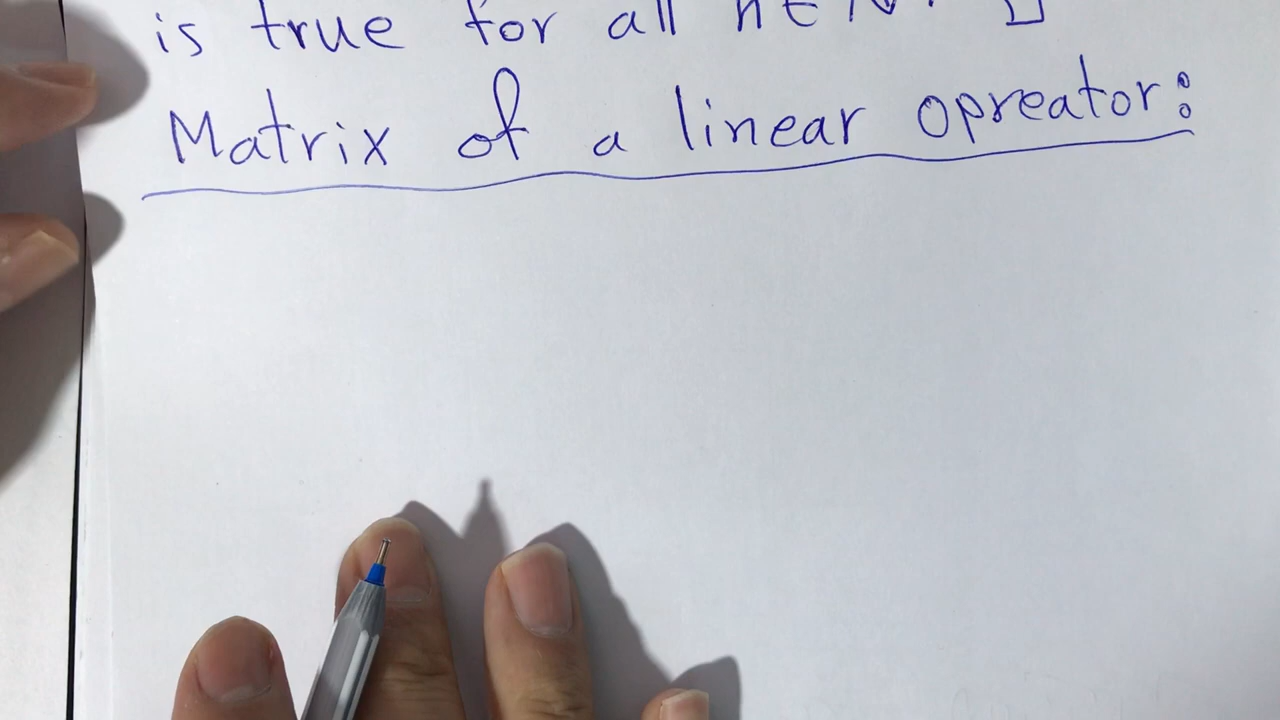 is true for all n ∈ ℕ. □
Matrix of a linear opreator: